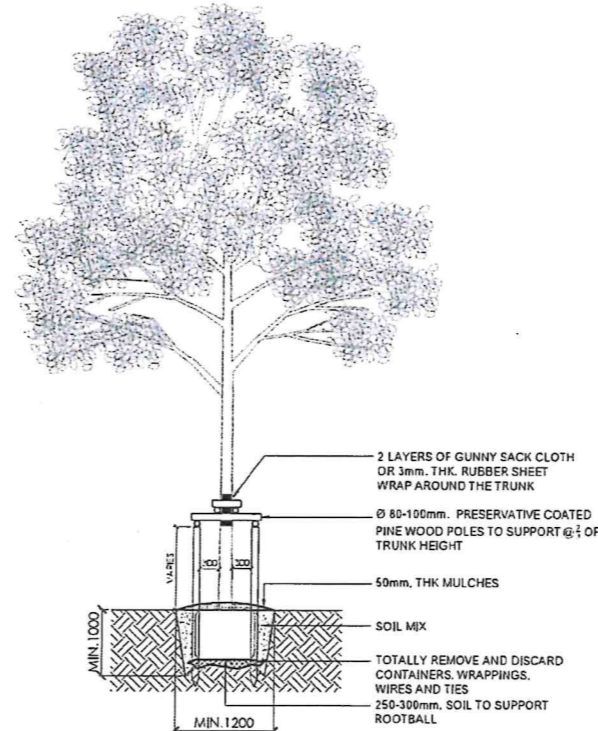 2 LAYERS OF GUNNY SACK CLOTH
OR 3mm. THK. RUBBER SHEET
WRAP AROUND THE TRUNK
Ø 80-100mm. PRESERVATIVE COATED
PINE WOOD POLES TO SUPPORT @ OF
TRUNK HEIGHT
VARIES
300 300
50mm. THK MULCHES
MIN.1000
SOIL MIX
TOTALLY REMOVE AND DISCARD
CONTAINERS. WRAPPINGS.
WIRES AND TIES
250-300mm. SOIL TO SUPPORT
ROOTBALL
MIN.1200